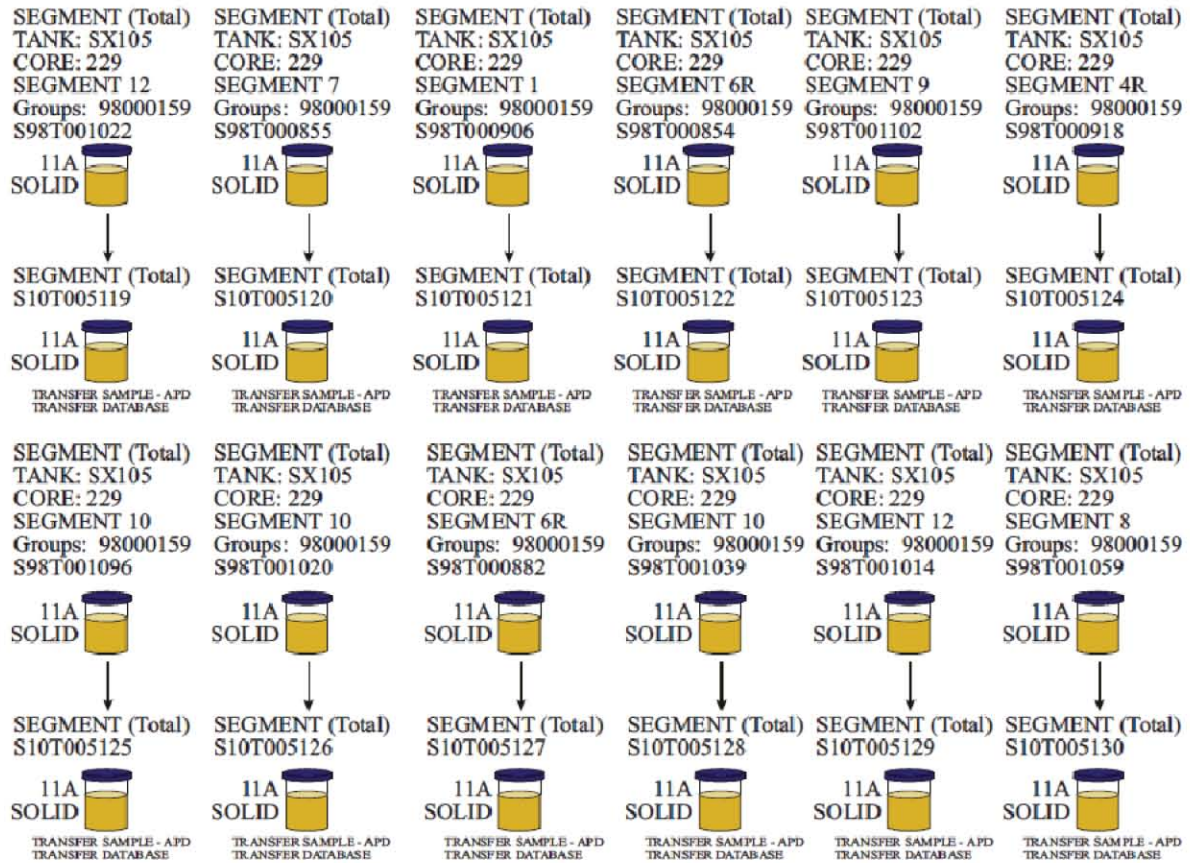 SEGMENT (Total)
TANK: SX105
CORE: 229
SEGMENT 12
Groups: 98000159
S98T001022
11A
SOLID
SEGMENT (Total)
S10T005119
11A
SOLID
TRANSFER SAMPLE - APD
TRANSFER DATABASE
SEGMENT (Total)
TANK: SX105
CORE: 229
SEGMENT 7
Groups: 98000159
S98T000855
11A
SOLID
SEGMENT (Total)
S10T005120
11A
SOLID
TRANSFER SAMPLE - APD
TRANSFER DATABASE
SEGMENT (Total)
TANK: SX105
CORE: 229
SEGMENT 1
Groups: 98000159
S98T000906
11A
SOLID
SEGMENT (Total)
S10T005121
11A
SOLID
TRANSFER SAMPLE - APD
TRANSFER DATABASE
SEGMENT (Total)
TANK: SX105
CORE: 229
SEGMENT 6R
Groups: 98000159
S98T000854
11A
SOLID
SEGMENT (Total)
S10T005122
11A
SOLID
TRANSFER SAMPLE - APD
TRANSFER DATABASE
SEGMENT (Total)
TANK: SX105
CORE: 229
SEGMENT 9
Groups: 98000159
S98T001102
11A
SOLID
SEGMENT (Total)
S10T005123
11A
SOLID
TRANSFER SAMPLE - APD
TRANSFER DATABASE
SEGMENT (Total)
TANK: SX105
CORE: 229
SEGMENT 4R
Groups: 98000159
S98T000918
11A
SOLID
SEGMENT (Total)
S10T005124
11A
SOLID
TRANSFER SAMPLE - APD
TRANSFER DATABASE
SEGMENT (Total)
TANK: SX105
CORE: 229
SEGMENT 10
Groups: 98000159
S98T001096
11A
SOLID
SEGMENT (Total)
S10T005125
11A
SOLID
TRANSFER SAMPLE - APD
TRANSFER DATABASE
SEGMENT (Total)
TANK: SX105
CORE: 229
SEGMENT 10
Groups: 98000159
S98T001020
11A
SOLID
SEGMENT (Total)
S10T005126
11A
SOLID
TRANSFER SAMPLE - APD
TRANSFER DATABASE
SEGMENT (Total)
TANK: SX105
CORE: 229
SEGMENT 6R
Groups: 98000159
S98T000882
11A
SOLID
SEGMENT (Total)
S10T005127
11A
SOLID
TRANSFER SAMPLE - APD
TRANSFER DATABASE
SEGMENT (Total)
TANK: SX105
CORE: 229
SEGMENT 10
Groups: 98000159
S98T001039
11A
SOLID
SEGMENT (Total)
S10T005128
11A
SOLID
TRANSFER SAMPLE - APD
TRANSFER DATABASE
SEGMENT (Total)
TANK: SX105
CORE: 229
SEGMENT 12
Groups: 98000159
S98T001014
11A
SOLID
SEGMENT (Total)
S10T005129
11A
SOLID
TRANSFER SAMPLE - APD
TRANSFER DATABASE
SEGMENT (Total)
TANK: SX105
CORE: 229
SEGMENT 8
Groups: 98000159
S98T001059
11A
SOLID
SEGMENT (Total)
S10T005130
11A
SOLID
TRANSFER SAMPLE - APD
TRANSFER DATABASE